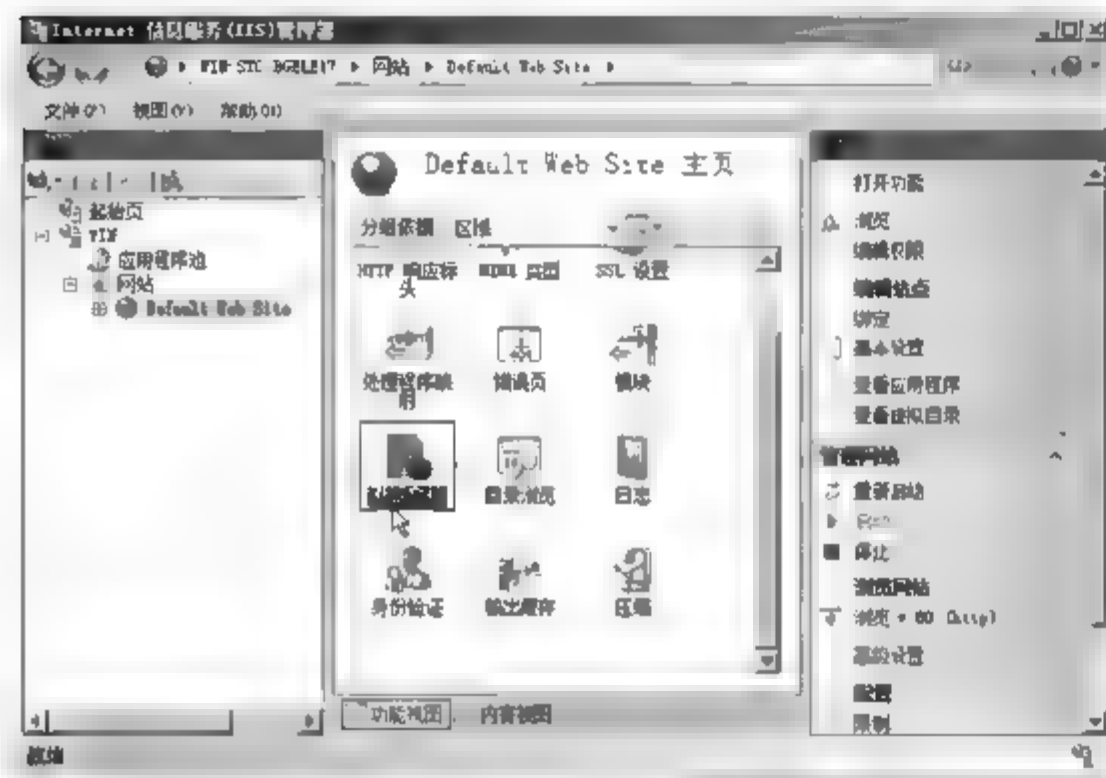 Internet 信息服务(IIS)管理器
网站 ▸ Default Web Site ▸
文件(F) 视图(V) 帮助(H)
起始页
应用程序池
网站
Default Web Site
Default Web Site 主页
分组依据 区域
HTTP 响应标头
MIME 类型
SSL 设置
处理程序映射
错误页
模块
目录浏览
日志
身份验证
输出缓存
压缩
功能视图
内容视图
打开功能
浏览
编辑权限
编辑站点
绑定
基本设置
查看应用程序
查看虚拟目录
管理网站
重新启动
启动
停止
浏览网站
浏览 * 80 (http)
高级设置
配置
限制
就绪